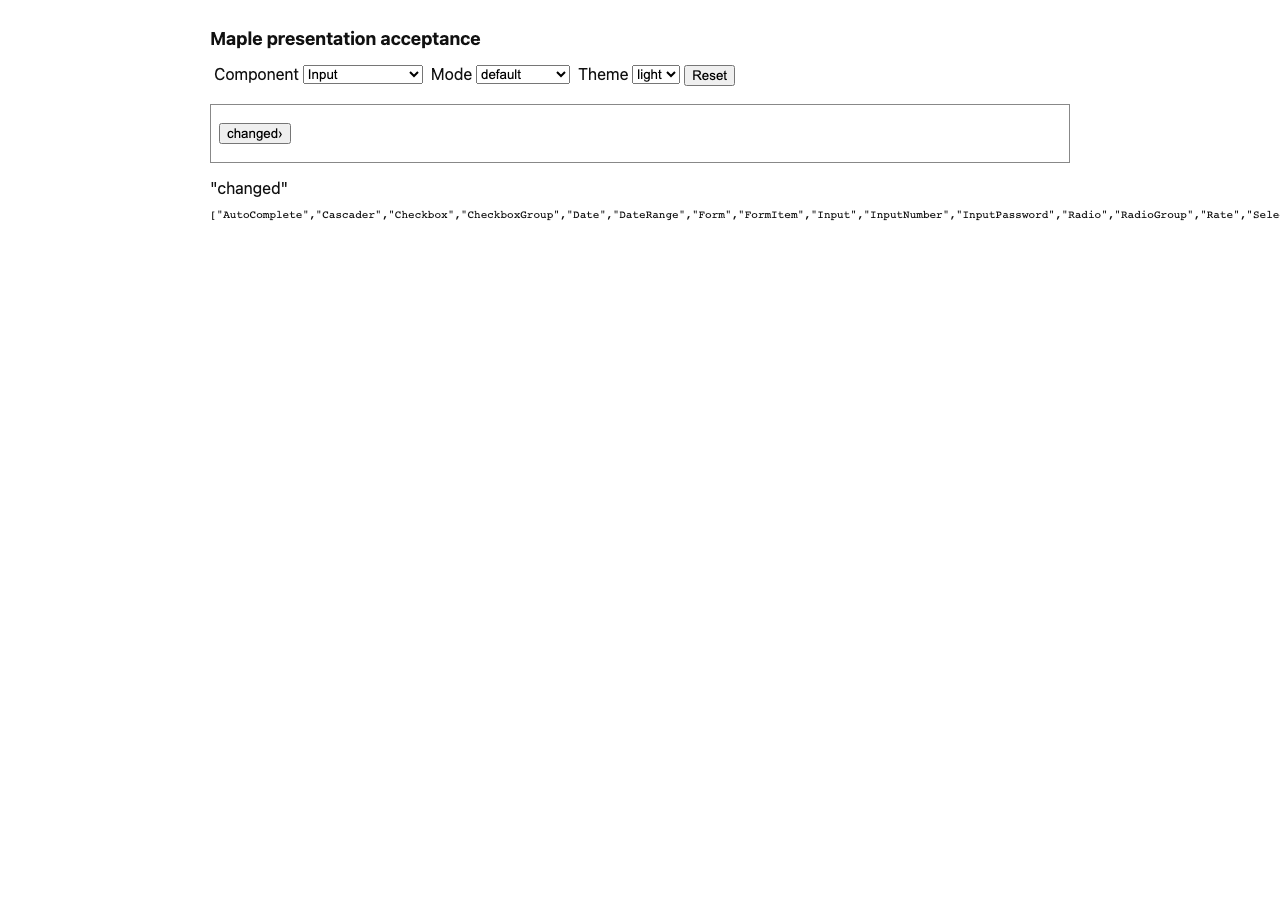 Maple presentation acceptance
Component Input Mode default Theme light Reset
changed›
"changed"
["AutoComplete","Cascader","Checkbox","CheckboxGroup","Date","DateRange","Form","FormItem","Input","InputNumber","InputPassword","Radio","RadioGroup","Rate","Sele